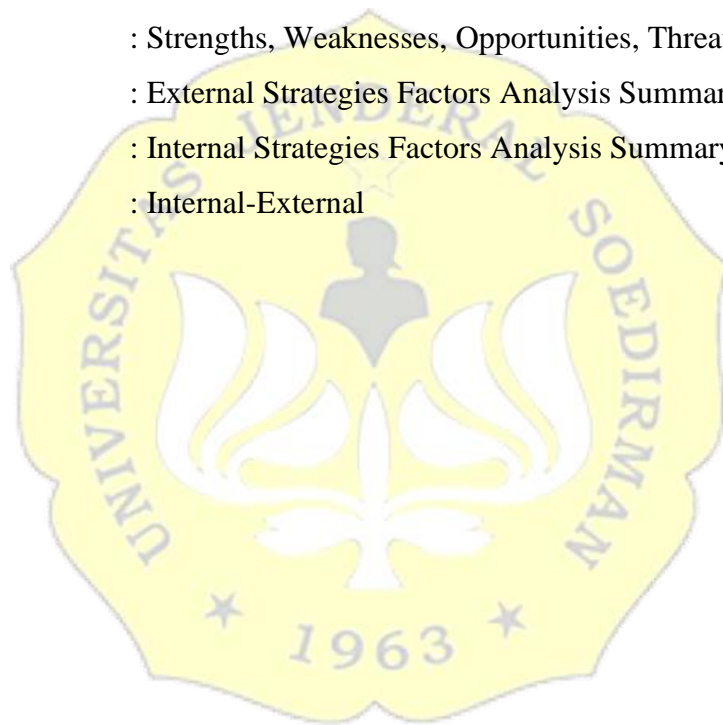 : Strengths, Weaknesses, Opportunities, Threa
: External Strategies Factors Analysis Summar
: Internal Strategies Factors Analysis Summary
: Internal-External
UNIVERSITAS JENDERAL SOEDIRMAN
1963